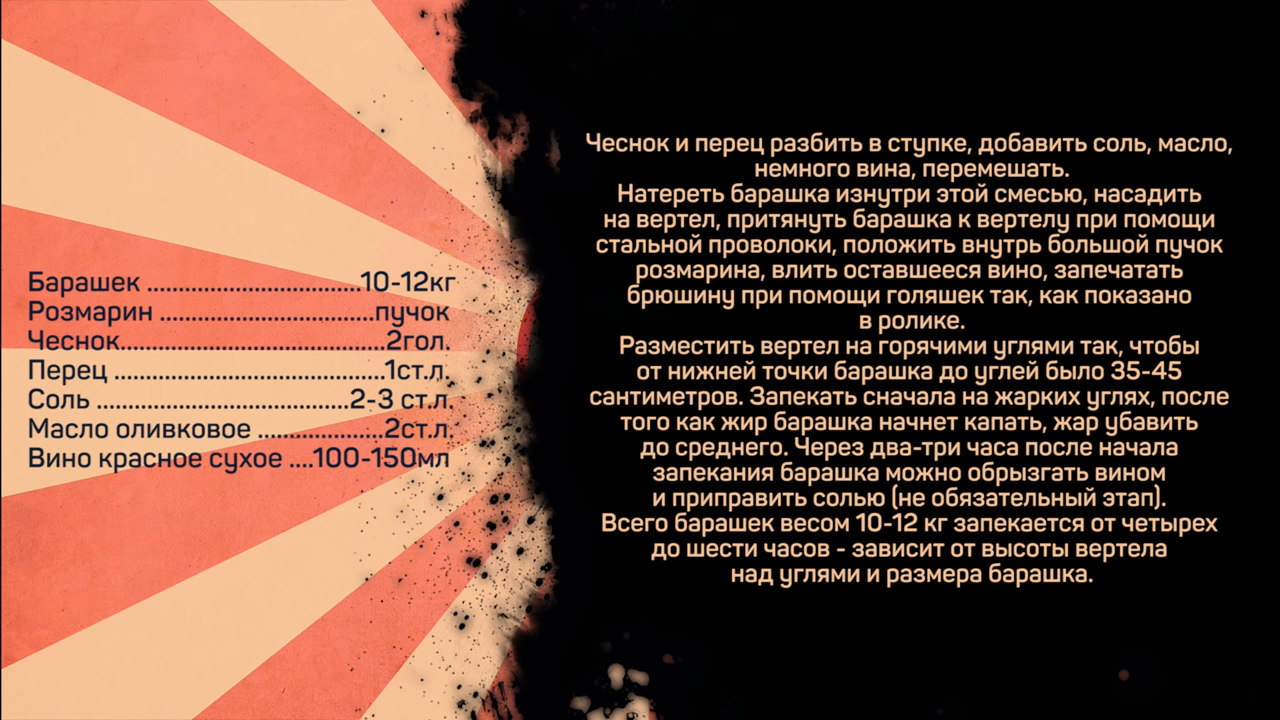 Барашек ..................................10-12кг
Розмарин ..................................пучок
Чеснок..........................................2гол.
Перец ...........................................1ст.л.
Соль ........................................2-3 ст.л.
Масло оливковое ....................2ст.л.
Вино красное сухое ....100-150мл
Чеснок и перец разбить в ступке, добавить соль, масло,
немного вина, перемешать.
Натереть барашка изнутри этой смесью, насадить
на вертел, притянуть барашка к вертелу при помощи
стальной проволоки, положить внутрь большой пучок
розмарина, влить оставшееся вино, запечатать
брюшину при помощи голяшек так, как показано
в ролике.
Разместить вертел на горячими углями так, чтобы
от нижней точки барашка до углей было 35-45
сантиметров. Запекать сначала на жарких углях, после
того как жир барашка начнет капать, жар убавить
до среднего. Через два-три часа после начала
запекания барашка можно обрызгать вином
и приправить солью (не обязательный этап).
Всего барашек весом 10-12 кг запекается от четырех
до шести часов - зависит от высоты вертела
над углями и размера барашка.